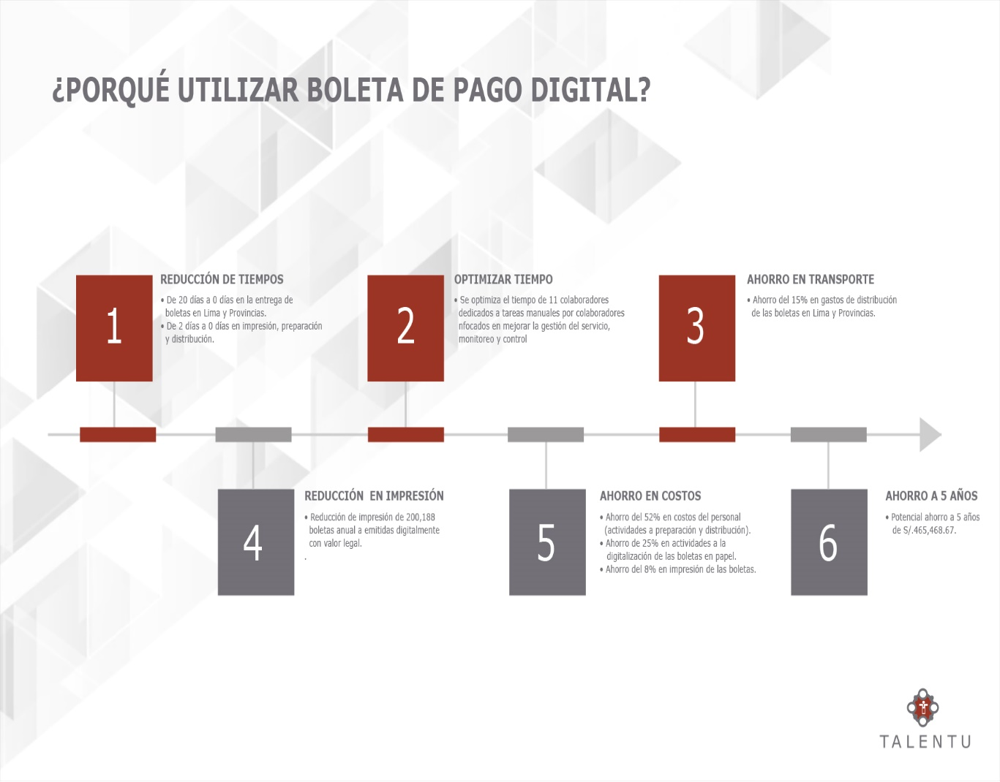 ¿PORQUÉ UTILIZAR BOLETA DE PAGO DIGITAL?
1
REDUCCIÓN DE TIEMPOS
• De 20 días a 0 días en la entrega de
boletas en Lima y Provincias.
• De 2 días a 0 días en impresión, preparación
y distribución.
2
OPTIMIZAR TIEMPO
• Se optimiza el tiempo de 11 colaboradores
dedicados a tareas manuales por colaboradores
nfocados en mejorar la gestión del servicio,
monitoreo y control
3
AHORRO EN TRANSPORTE
• Ahorro del 15% en gastos de distribución
de las boletas en Lima y Provincias.
4
REDUCCIÓN  EN IMPRESIÓN
• Reducción de impresión de 200,188
boletas anual a emitidas digitalmente
con valor legal.
.
5
AHORRO EN COSTOS
• Ahorro del 52% en costos del personal
(actividades a preparación y distribución).
• Ahorro de 25% en actividades a la
digitalización de las boletas en papel.
• Ahorro del 8% en impresión de las boletas.
6
AHORRO A 5 AÑOS
• Potencial ahorro a 5 años
de S/.465,468.67.
TALENTU